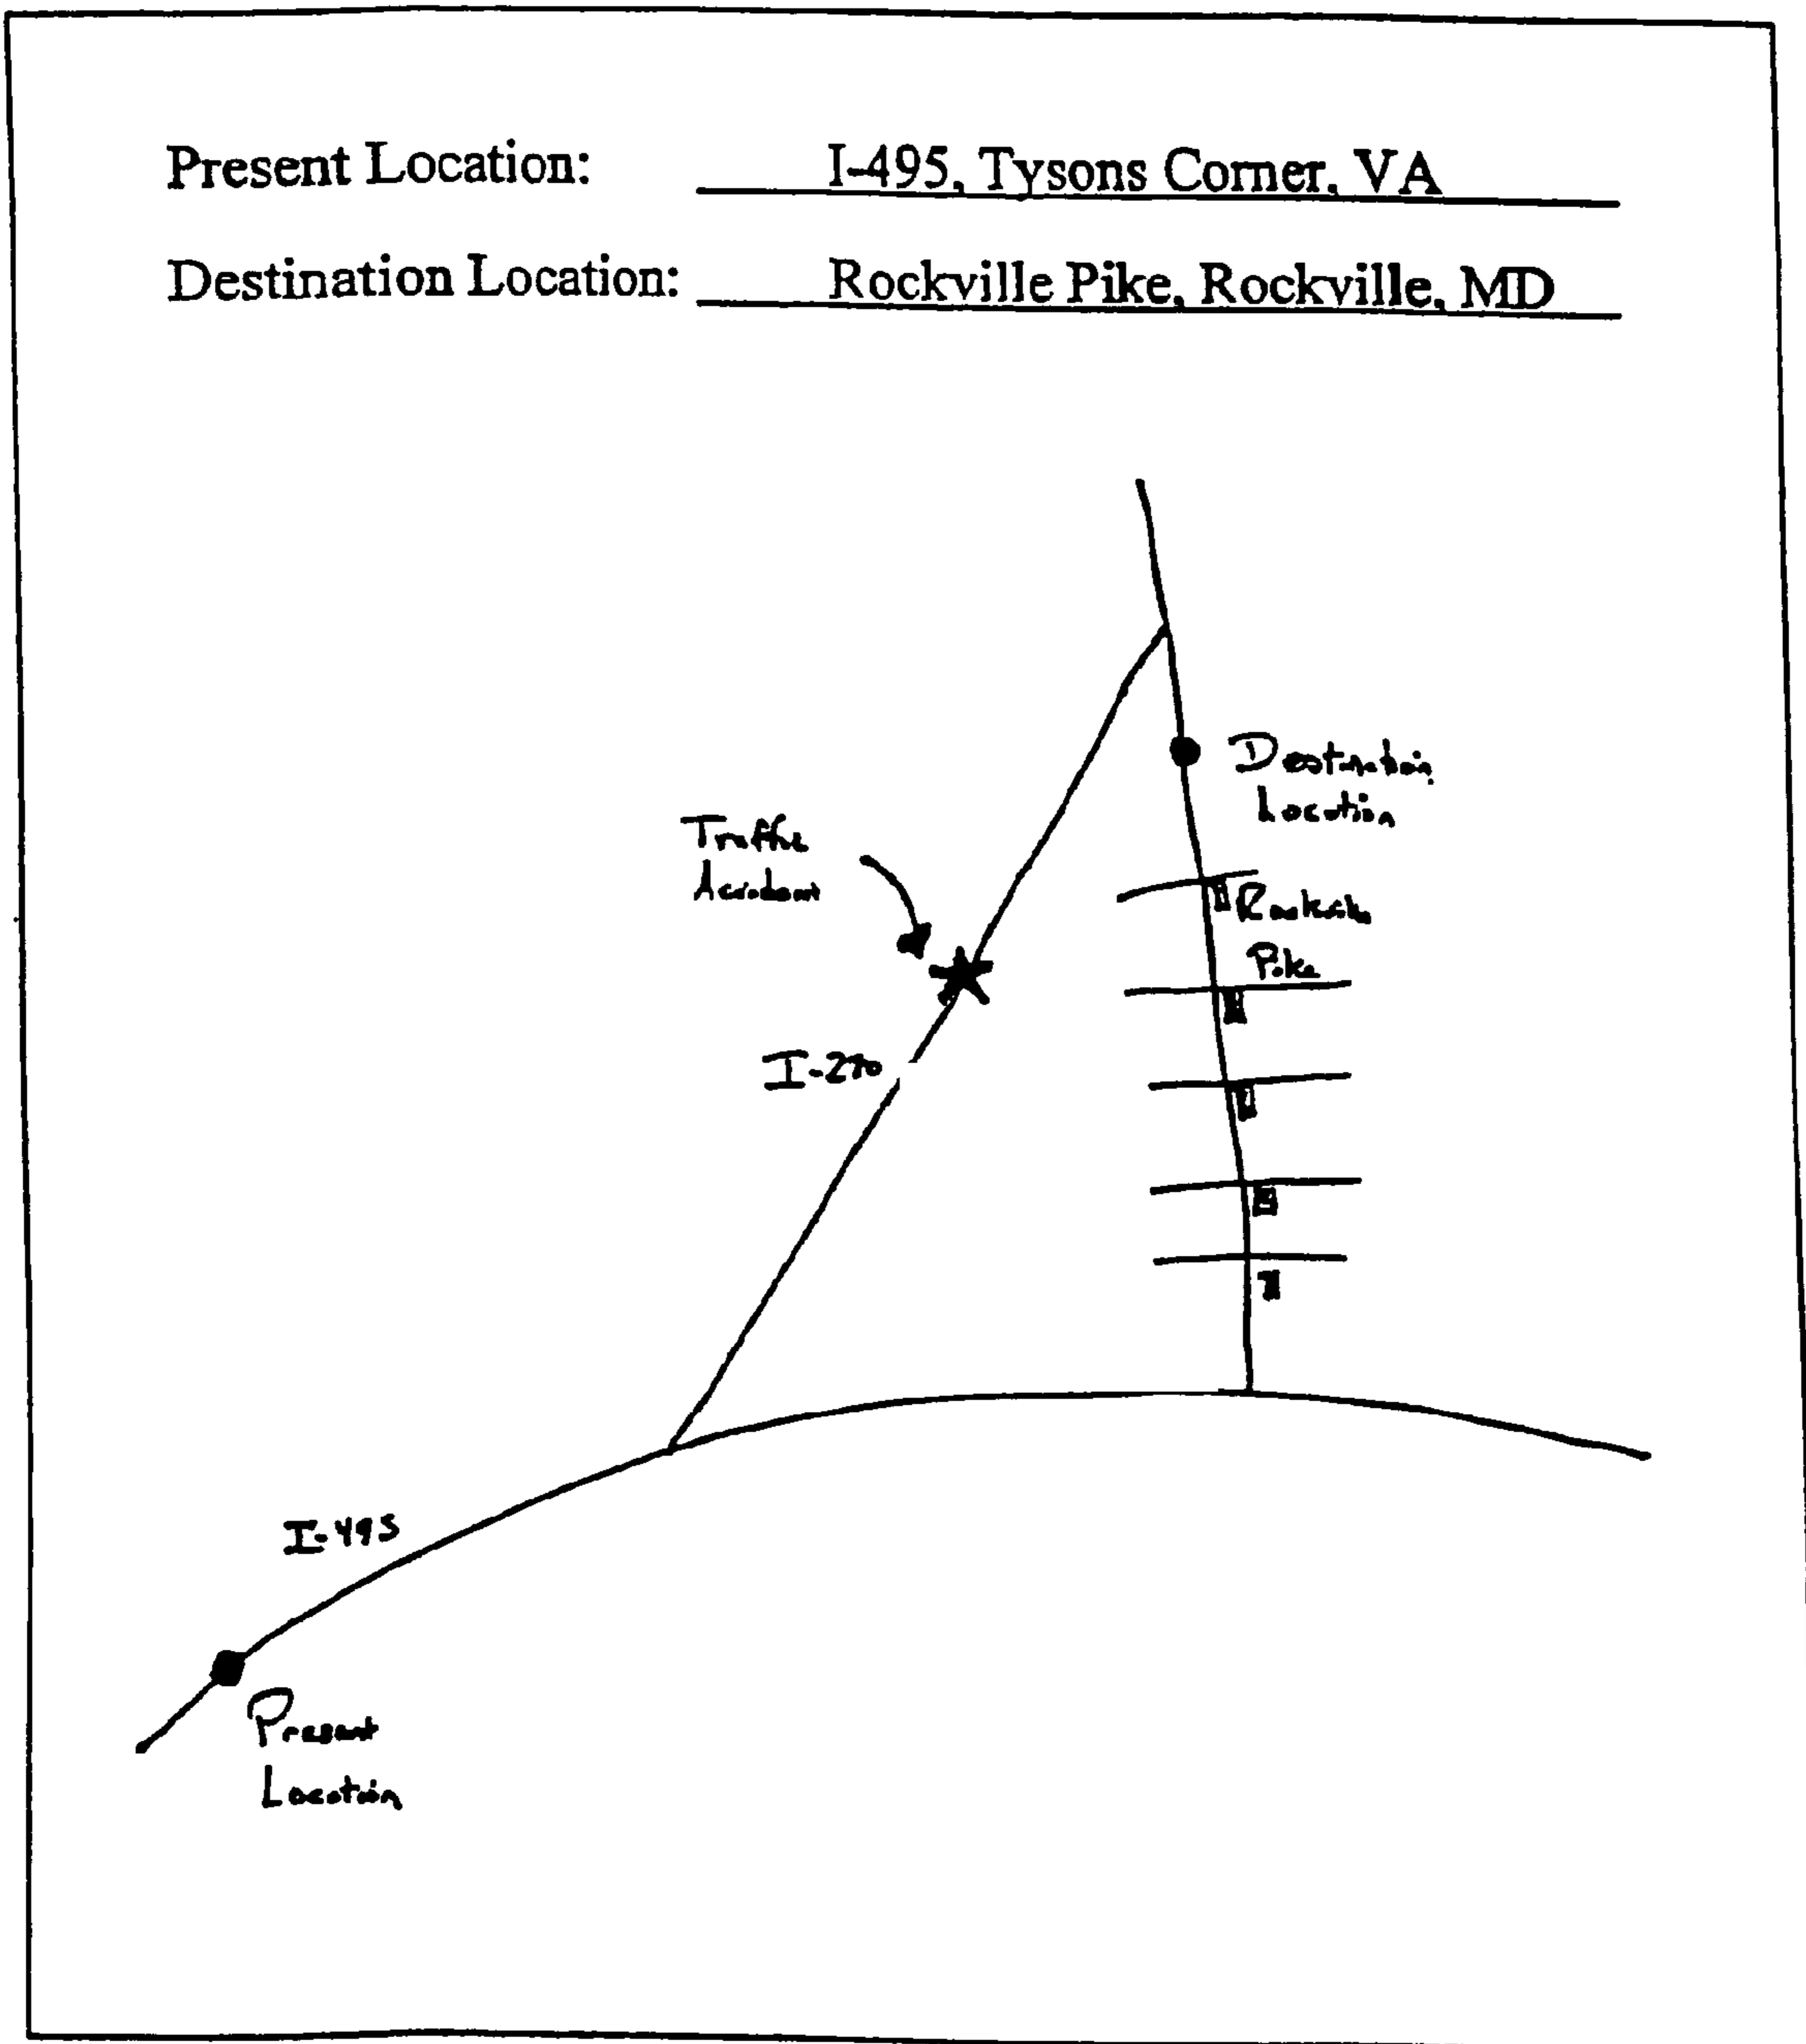 Present Location: I-495, Tysons Corner, VA
Destination Location: Rockville Pike, Rockville, MD
Destination
Location
Traffic
Accident
Rockville
Pike
I-270
I-495
Present
Location